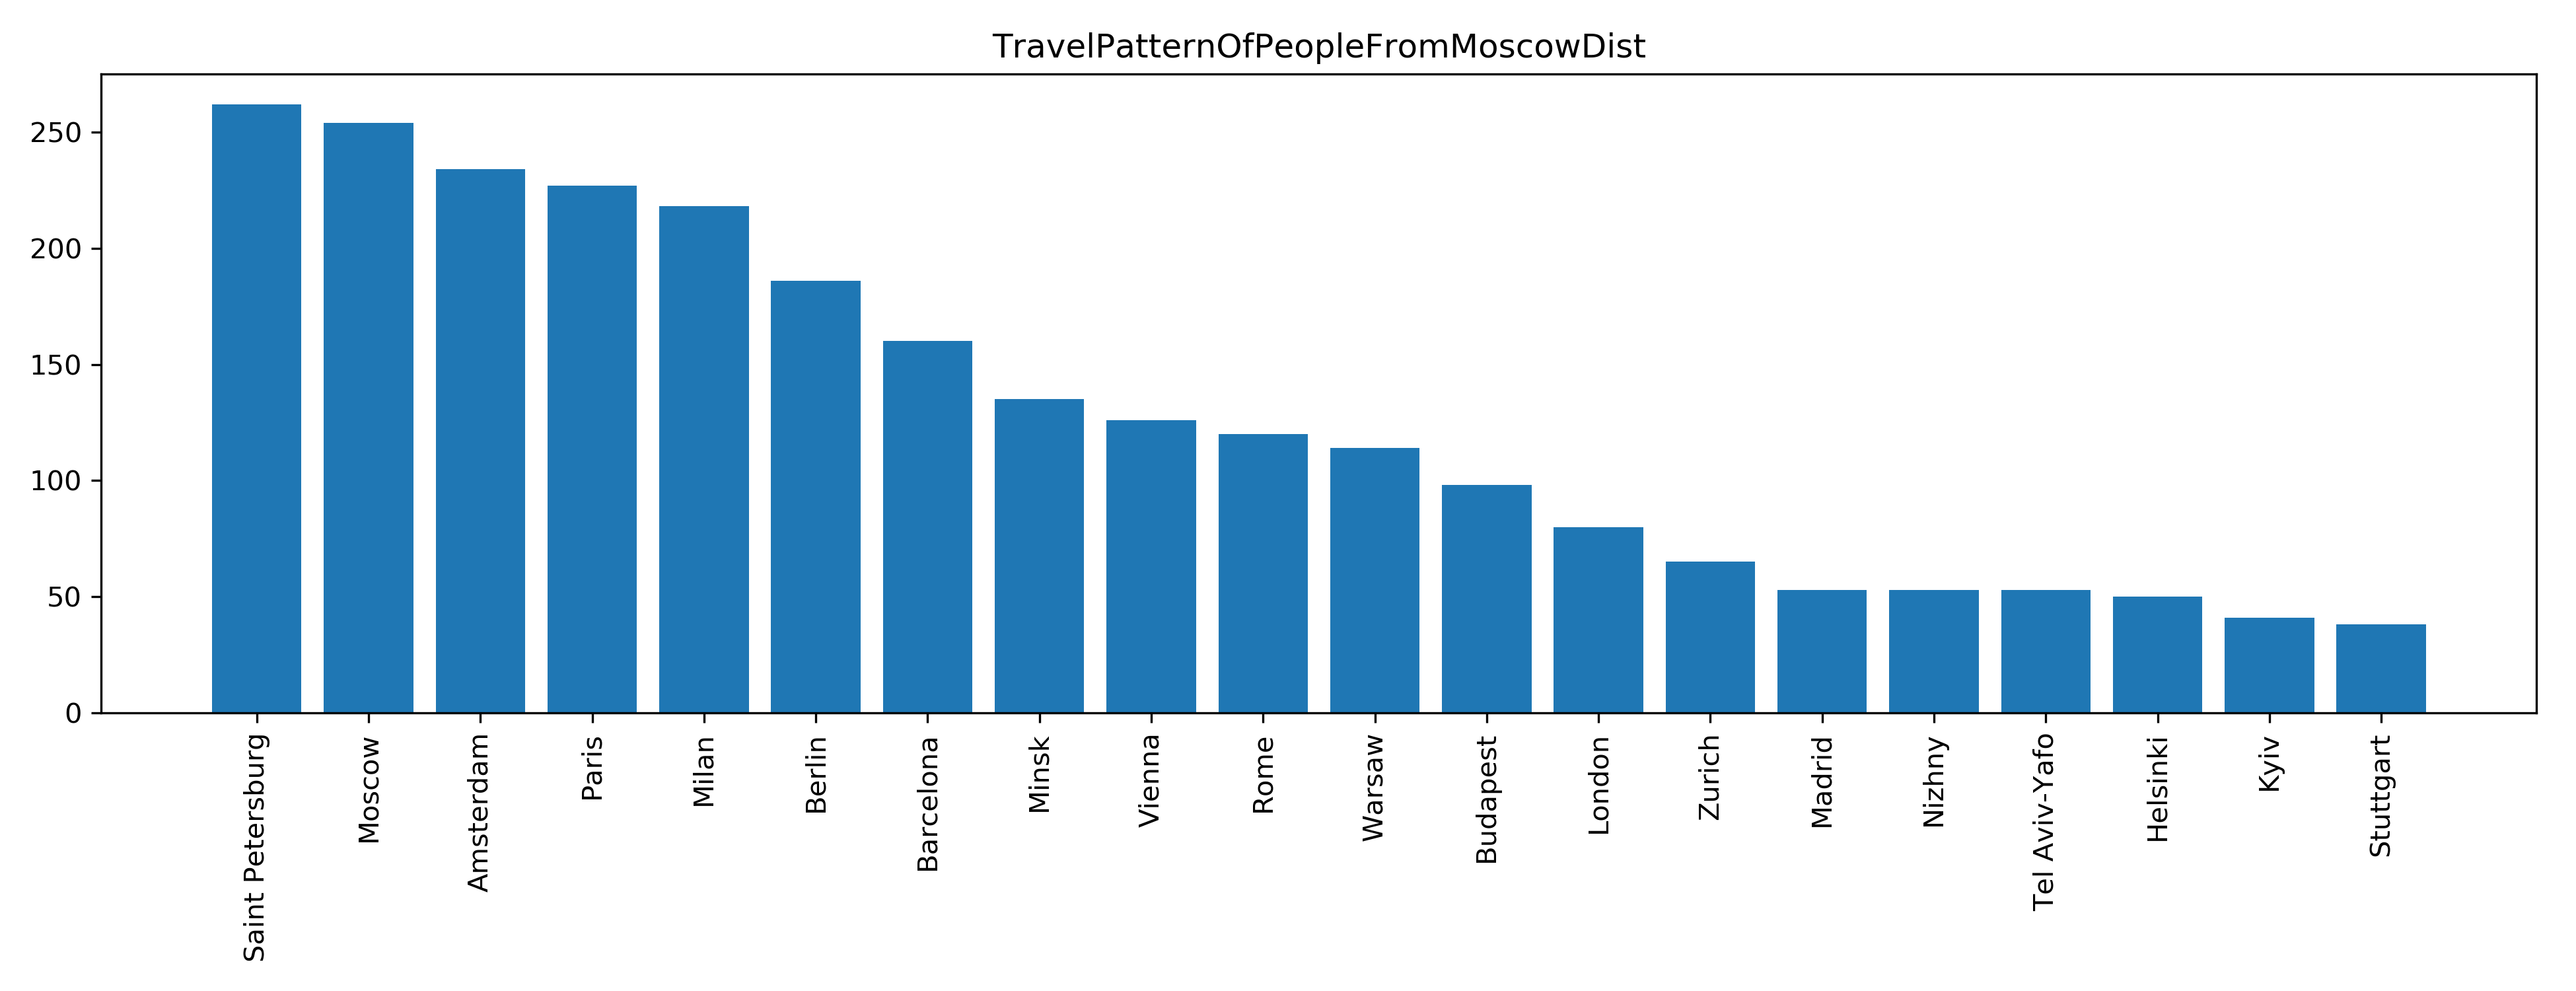 TravelPatternOfPeopleFromMoscowDist
250
200
150
100
50
0
Saint Petersburg
Moscow
Amsterdam
Paris
Milan
Berlin
Barcelona
Minsk
Vienna
Rome
Warsaw
Budapest
London
Zurich
Madrid
Nizhny
Tel Aviv-Yafo
Helsinki
Kyiv
Stuttgart